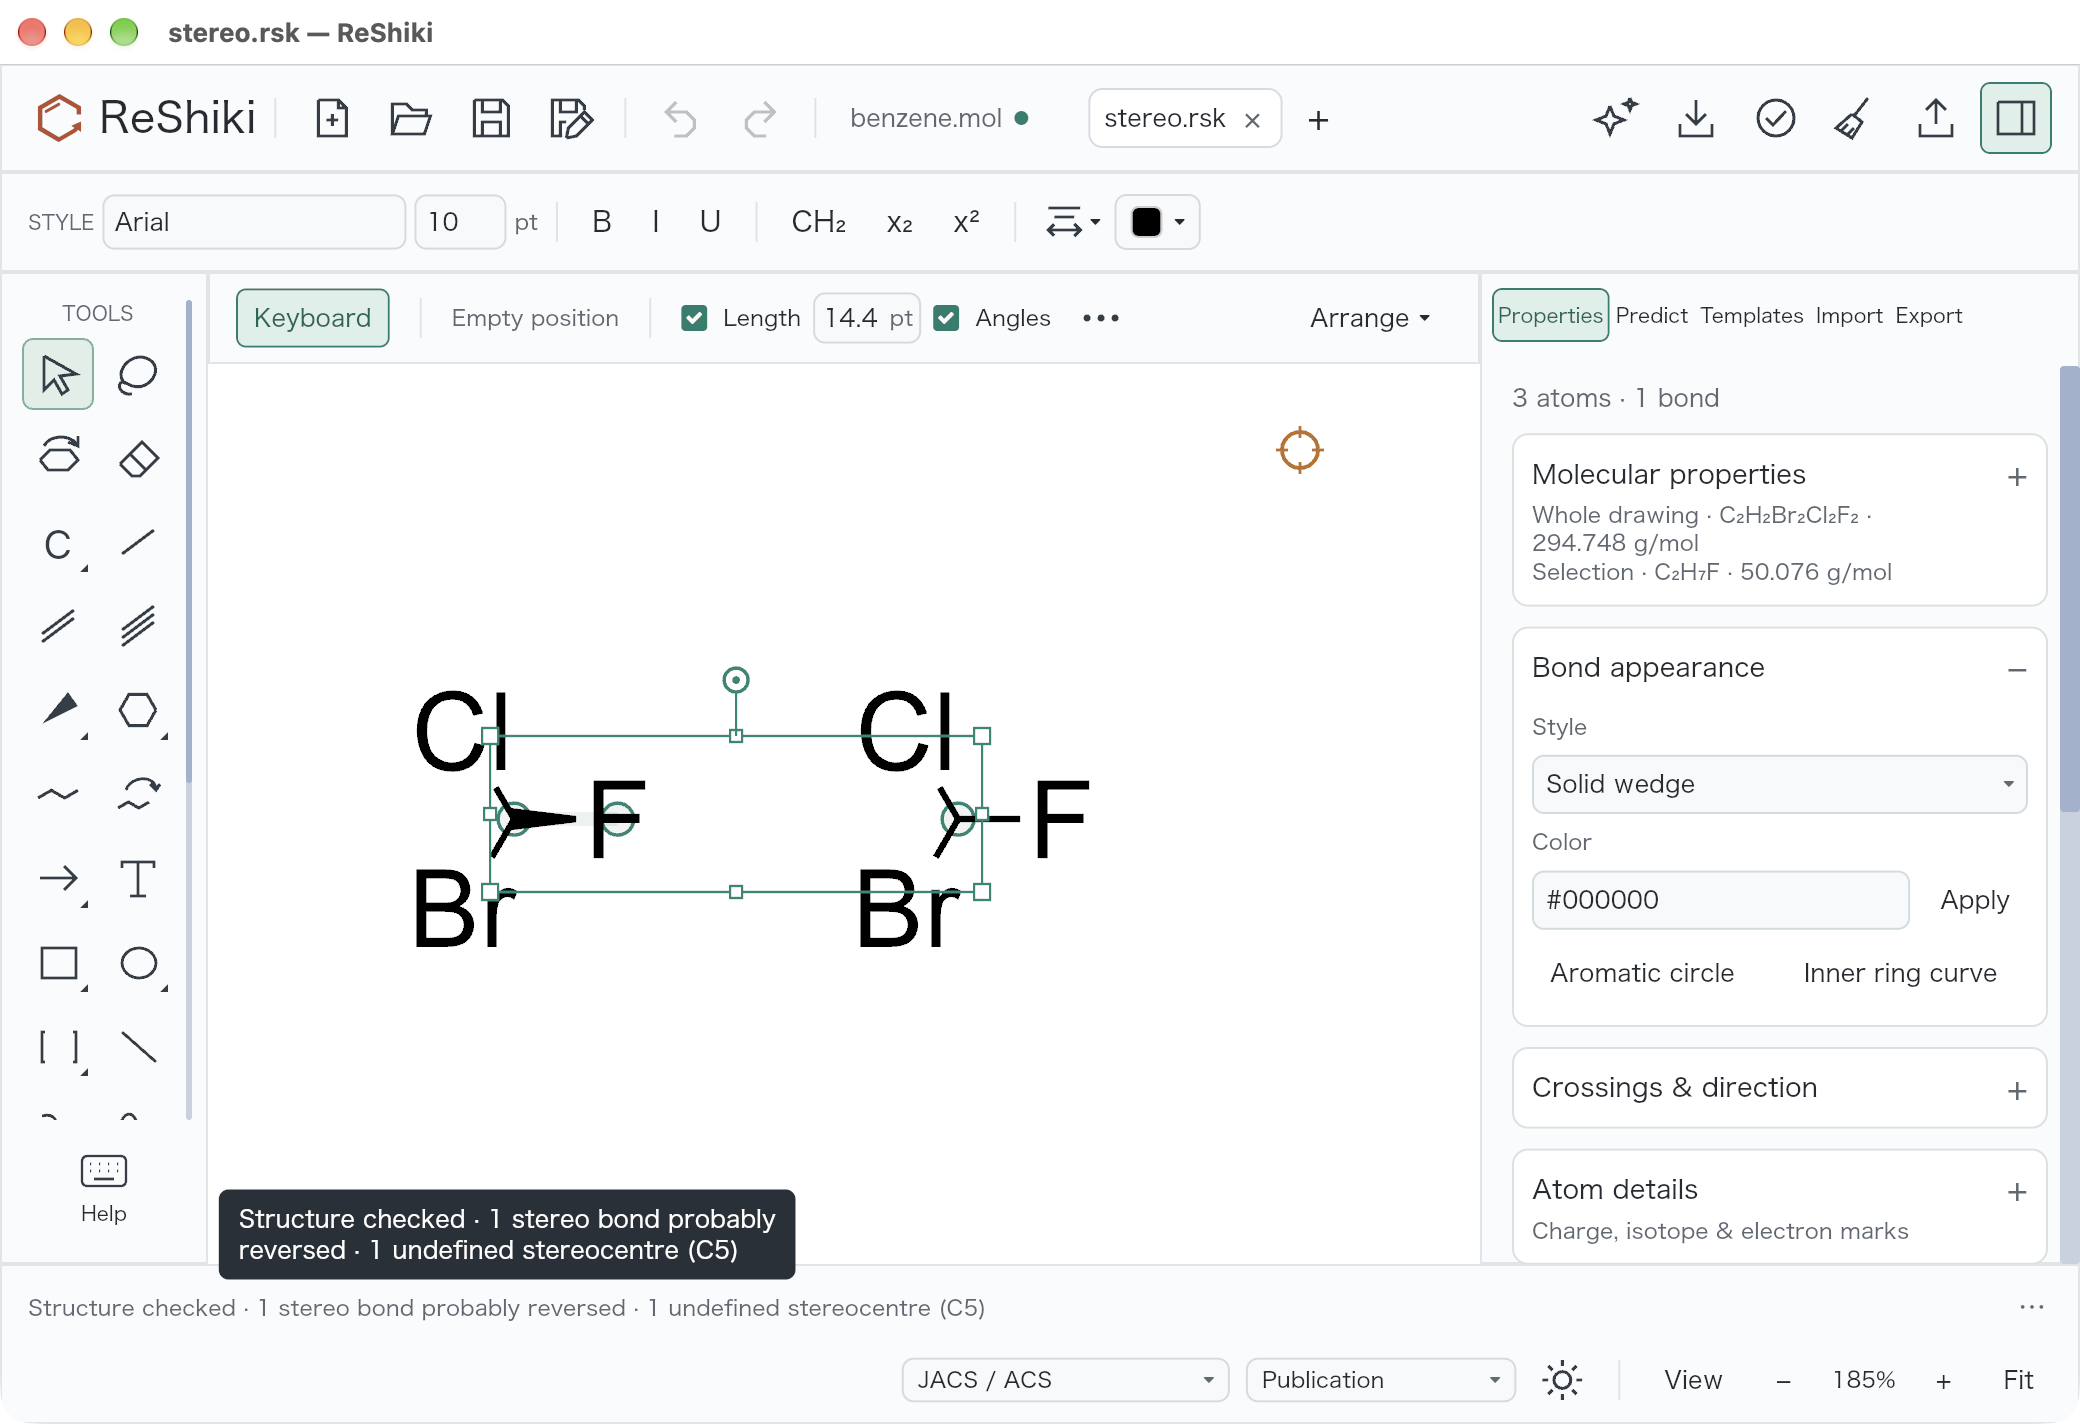 stereo.rsk — ReShiki
ReShiki
benzene.mol
stereo.rsk ×
+
STYLE Arial 10 pt B I U CH₂ x₂ x²
TOOLS
Keyboard Empty position Length 14.4 pt Angles ••• Arrange
Properties Predict Templates Import Export
3 atoms · 1 bond
Molecular properties +
Whole drawing · C₂H₂Br₂Cl₂F₂ ·
294.748 g/mol
Selection · C₂H₇F · 50.076 g/mol
Bond appearance −
Style
Solid wedge
Color
#000000 Apply
Aromatic circle Inner ring curve
Crossings & direction +
Atom details +
Charge, isotope & electron marks
C
T
[ ]
Help
Cl Cl
F F
Br Br
Structure checked · 1 stereo bond probably
reversed · 1 undefined stereocentre (C5)
Structure checked · 1 stereo bond probably reversed · 1 undefined stereocentre (C5) ...
JACS / ACS Publication View − 185% + Fit